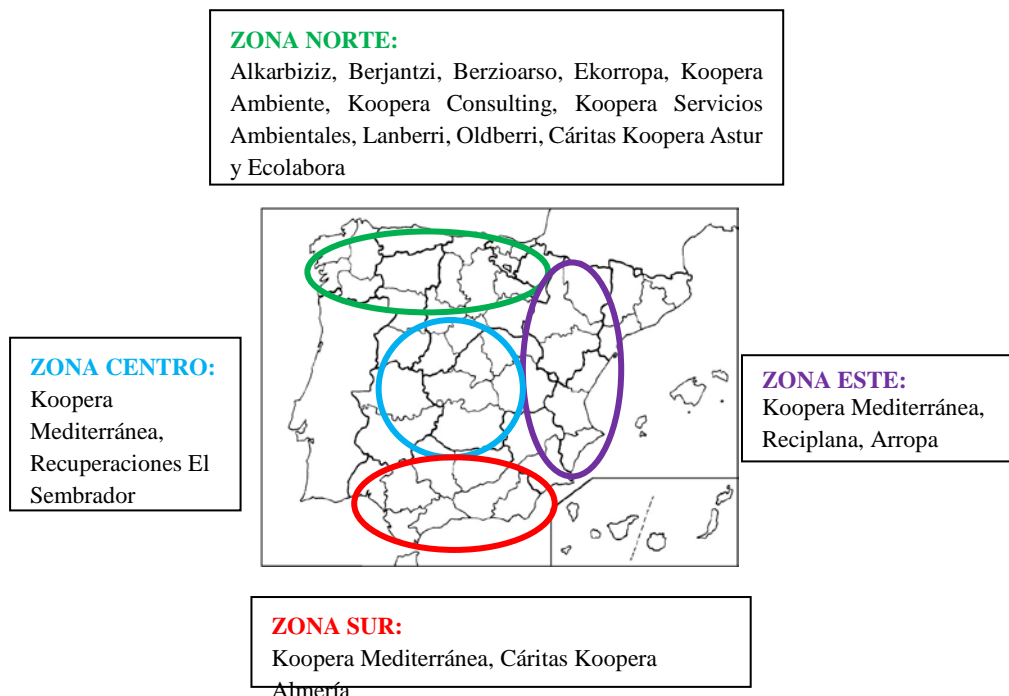 ZONA NORTE:
Alkarbiziz, Berjantzi, Berzioarso, Ekorropa, Koopera
Ambiente, Koopera Consulting, Koopera Servicios
Ambientales, Lanberri, Oldberri, Cáritas Koopera Astur
y Ecolabora
ZONA CENTRO:
Koopera
Mediterránea,
Recuperaciones El
Sembrador
ZONA ESTE:
Koopera Mediterránea,
Reciplana, Arropa
ZONA SUR:
Koopera Mediterránea, Cáritas Koopera
Almería